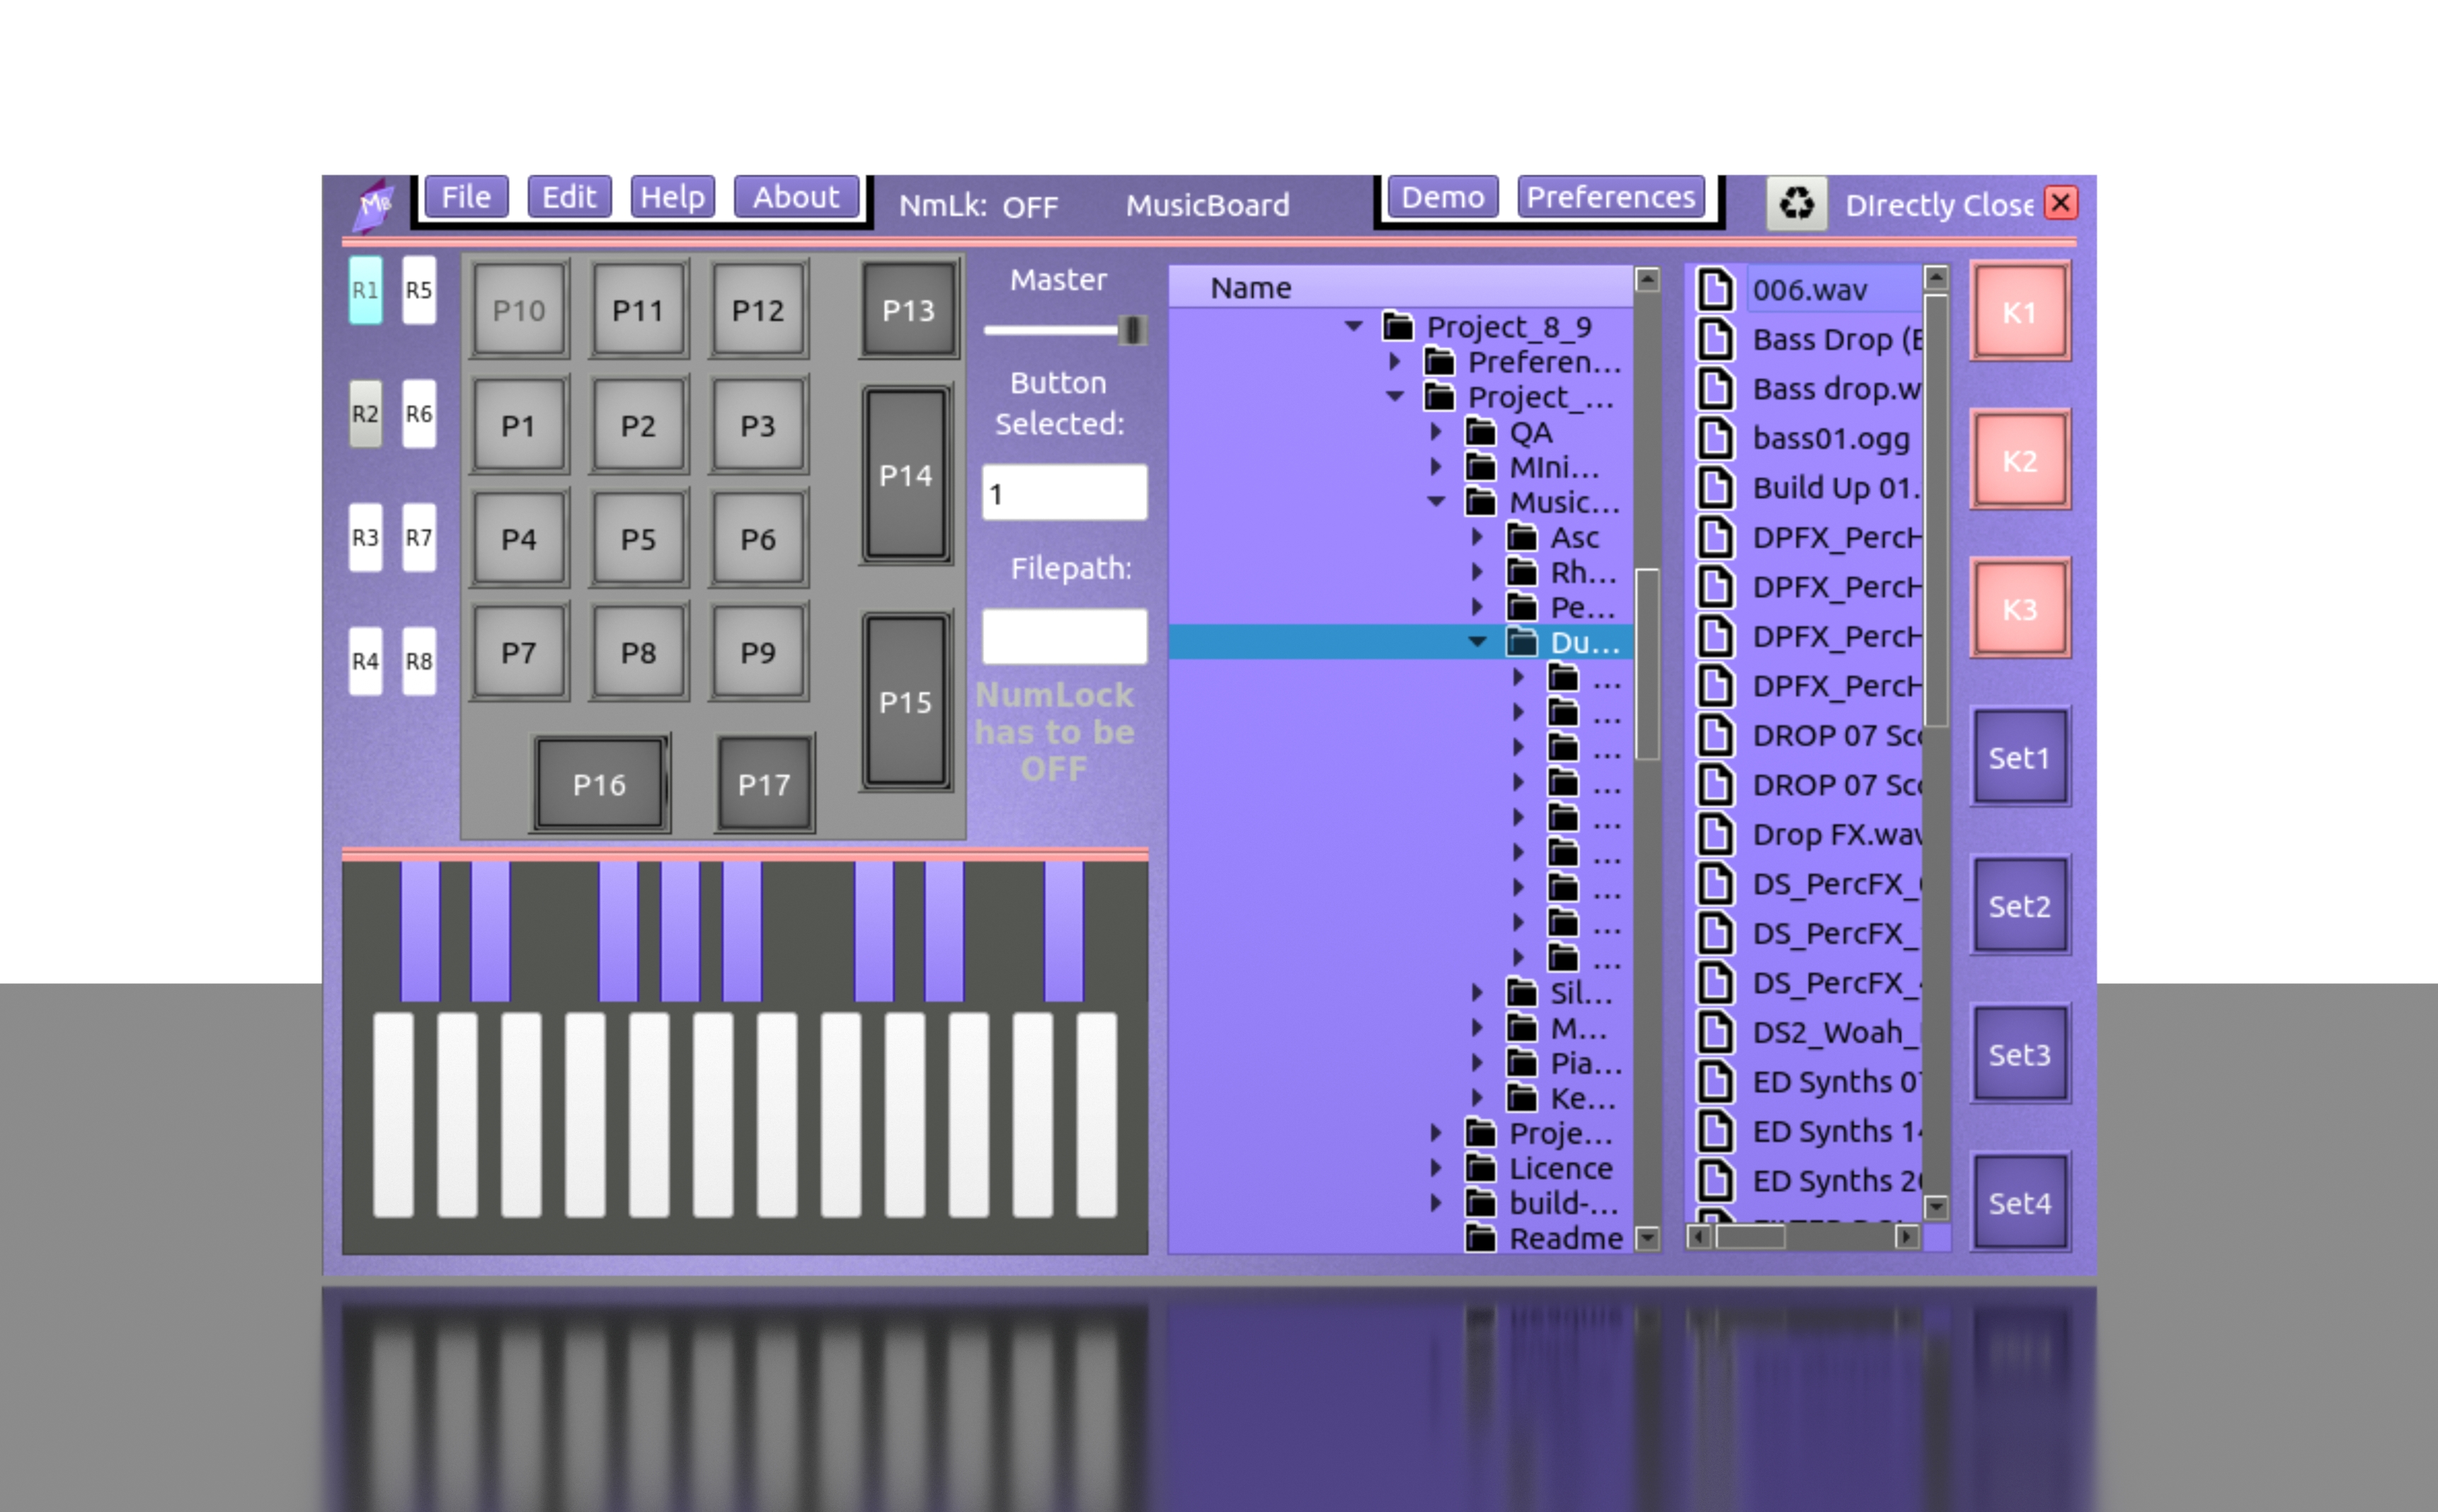 MB File Edit Help About NmLk: OFF MusicBoard Demo Preferences DIrectly Close
R1 R5
R2 R6
R3 R7
R4 R8
P10 P11 P12 P13
P1 P2 P3 P14
P4 P5 P6
P7 P8 P9 P15
P16 P17
Master
Button
Selected:
1
Filepath:
NumLock
has to be
OFF
Name
Project_8_9
Preferen...
Project_...
QA
MIni...
Music...
Asc
Rh...
Pe...
Du...
...
...
...
...
...
...
...
...
...
Sil...
M...
Pia...
Ke...
Proje...
Licence
build-...
Readme
006.wav
Bass Drop (
Bass drop.w
bass01.ogg
Build Up 01.
DPFX_PercH
DPFX_PercH
DPFX_PercH
DPFX_PercH
DROP 07 Sc
DROP 07 Sc
Drop FX.wav
DS_PercFX_
DS_PercFX_
DS_PercFX_
DS2_Woah_
ED Synths 0
ED Synths 1
ED Synths 2
K1
K2
K3
Set1
Set2
Set3
Set4